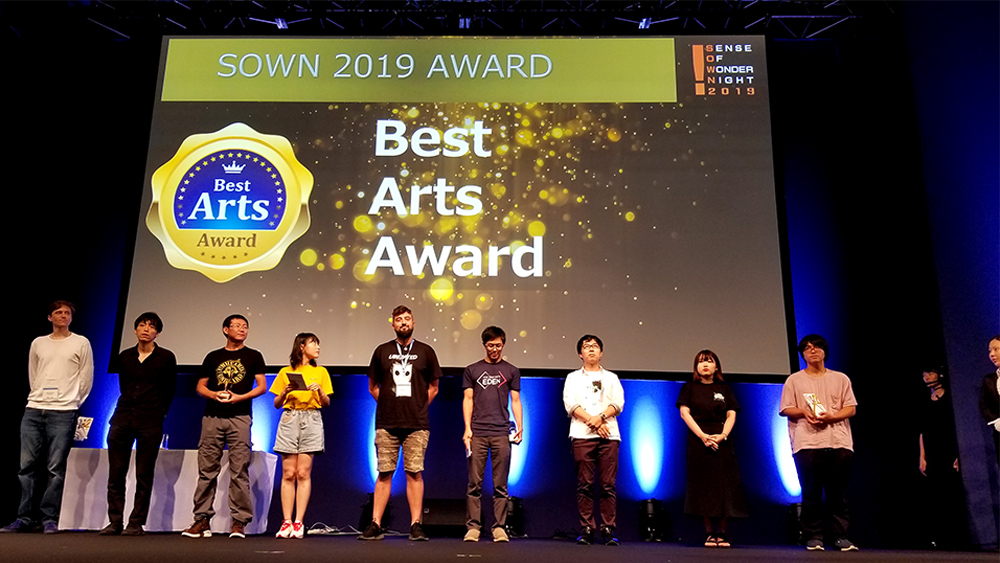 SOWN 2019 AWARD
SENSE
OF
WONDER
NIGHT
2019
Best
Arts
Award
Best
Arts
Award
EDEN